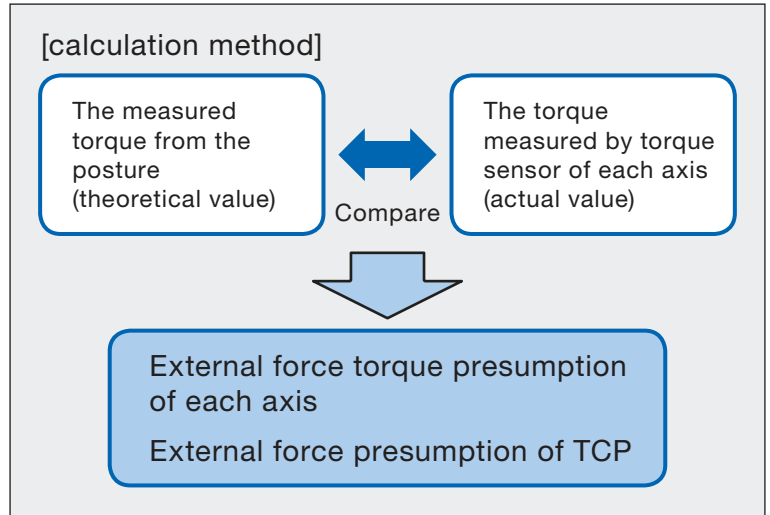 [calculation method]
The measured
torque from the
posture
(theoretical value)
Compare
The torque
measured by torque
sensor of each axis
(actual value)
External force torque presumption
of each axis
External force presumption of TCP